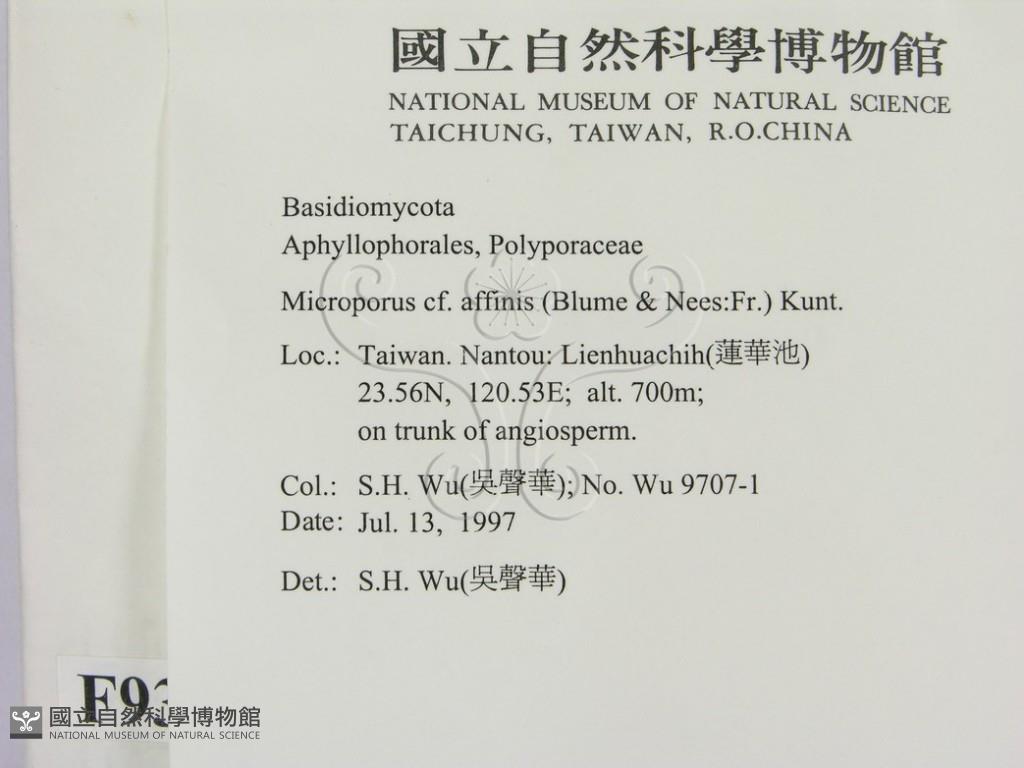 國立自然科學博物館
NATIONAL MUSEUM OF NATURAL SCIENCE
TAICHUNG, TAIWAN, R.O.CHINA
Basidiomycota
Aphyllophorales, Polyporaceae
Microporus cf. affinis (Blume & Nees:Fr.) Kunt.
Loc.: Taiwan. Nantou: Lienhuachih(蓮華池)
23.56N, 120.53E; alt. 700m;
on trunk of angiosperm.
Col.: S.H. Wu(吳聲華); No. Wu 9707-1
Date: Jul. 13, 1997
Det.: S.H. Wu(吳聲華)
國立自然科學博物館
NATIONAL MUSEUM OF NATURAL SCIENCE